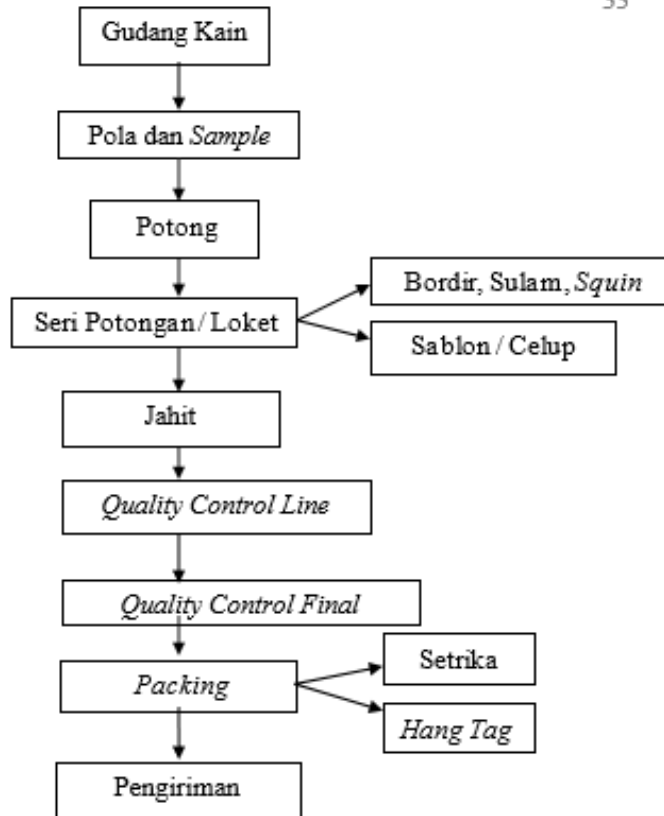 Gudang Kain
Pola dan Sample
Potong
Seri Potongan / Loket
Bordir, Sulam, Squin
Sablon / Celup
Jahit
Quality Control Line
Quality Control Final
Packing
Setrika
Hang Tag
Pengiriman